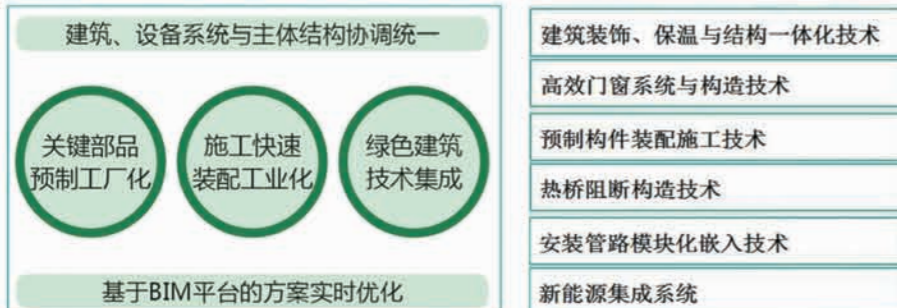 建筑、设备系统与主体结构协调统一
关键部品
预制工厂化
施工快速
装配工业化
绿色建筑
技术集成
基于BIM平台的方案实时优化
建筑装饰、保温与结构一体化技术
高效门窗系统与构造技术
预制构件装配施工技术
热桥阻断构造技术
安装管路模块化嵌入技术
新能源集成系统